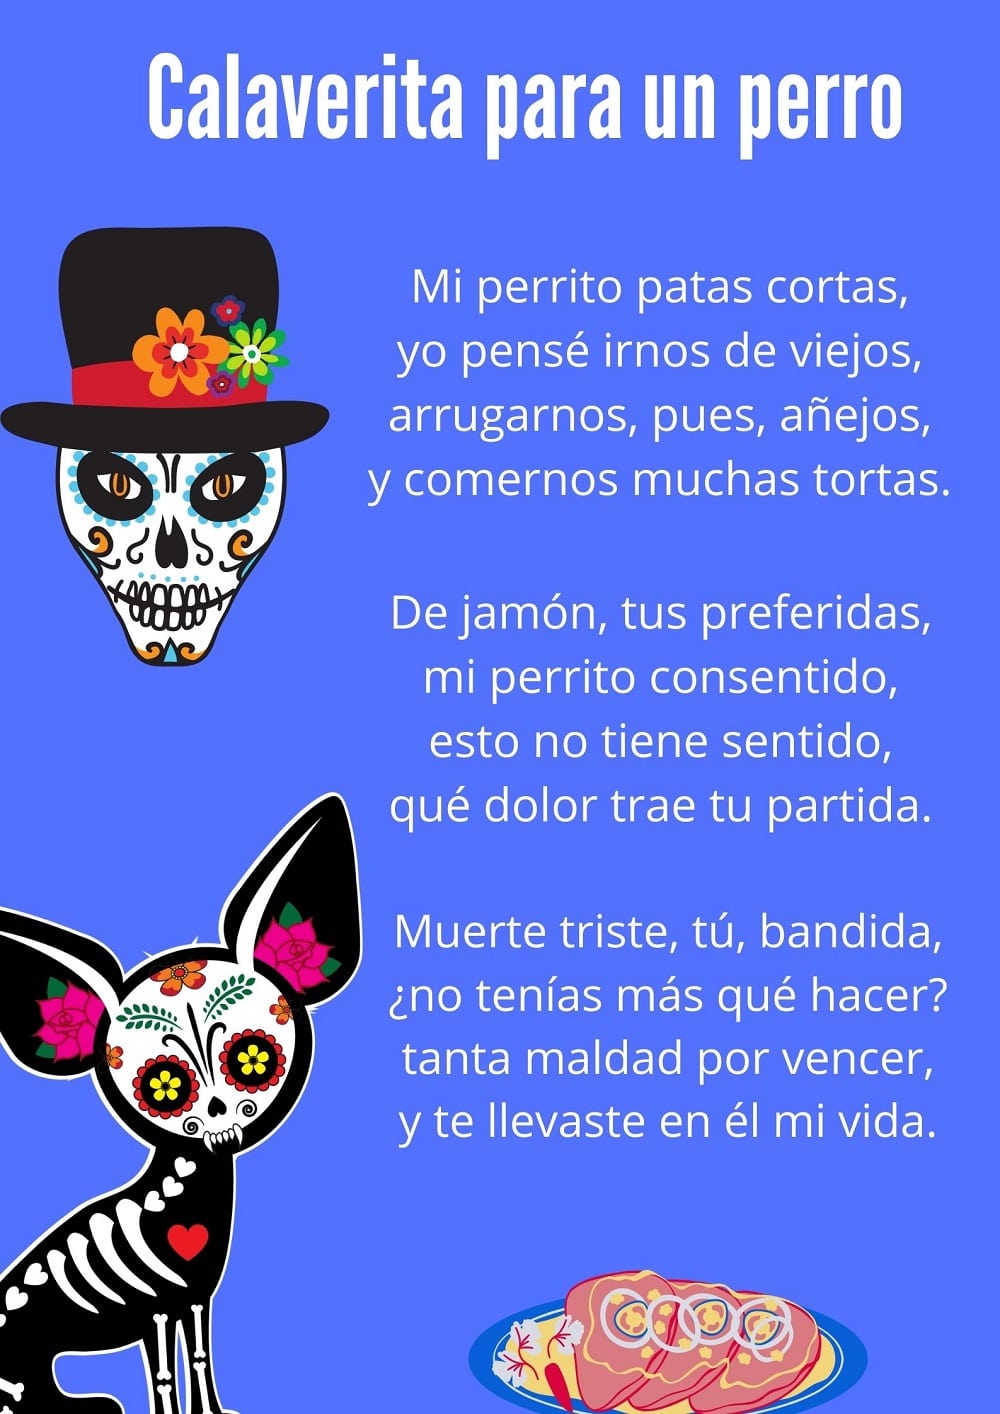 Calaverita para un perro
Mi perrito patas cortas,
yo pensé irnos de viejos,
arrugarnos, pues, añejos,
y comernos muchas tortas.
De jamón, tus preferidas,
mi perrito consentido,
esto no tiene sentido,
qué dolor trae tu partida.
Muerte triste, tú, bandida,
¿no tenías más qué hacer?
tanta maldad por vencer,
y te llevaste en él mi vida.